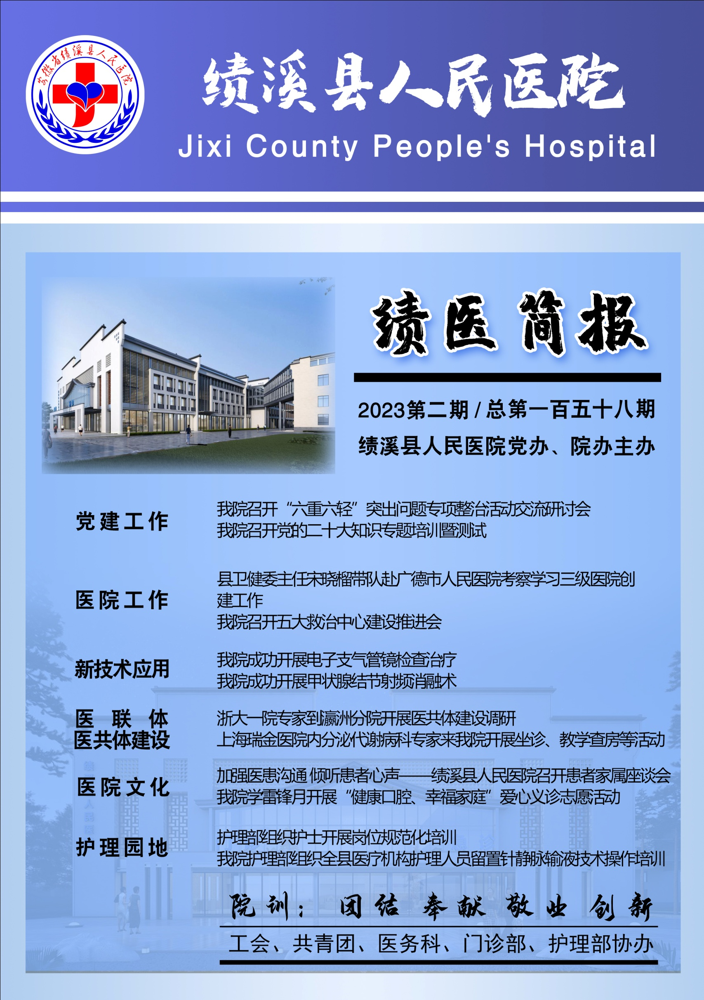 安徽省绩溪县人民医院
绩溪县人民医院
Jixi County People's Hospital
绩医简报
2023第二期 / 总第一百五十八期
绩溪县人民医院党办、院办主办
党建工作
我院召开“六重六轻”突出问题专项整治活动交流研讨会
我院召开党的二十大知识专题培训暨测试
医院工作
县卫健委主任宋晓榴带队赴广德市人民医院考察学习三级医院创
建工作
我院召开五大救治中心建设推进会
新技术应用
我院成功开展电子支气管镜检查治疗
我院成功开展甲状腺结节射频消融术
医联体
医共体建设
浙大一院专家到瀛洲分院开展医共体建设调研
上海瑞金医院内分泌代谢病科专家来我院开展坐诊、教学查房等活动
医院文化
加强医患沟通 倾听患者心声——绩溪县人民医院召开患者家属座谈会
我院学雷锋月开展“健康口腔、幸福家庭”爱心义诊志愿活动
护理园地
护理部组织护士开展岗位规范化培训
我院护理部组织全县医疗机构护理人员留置针静脉输液技术操作培训
院训：团结 奉献 敬业 创新
工会、共青团、医务科、门诊部、护理部协办